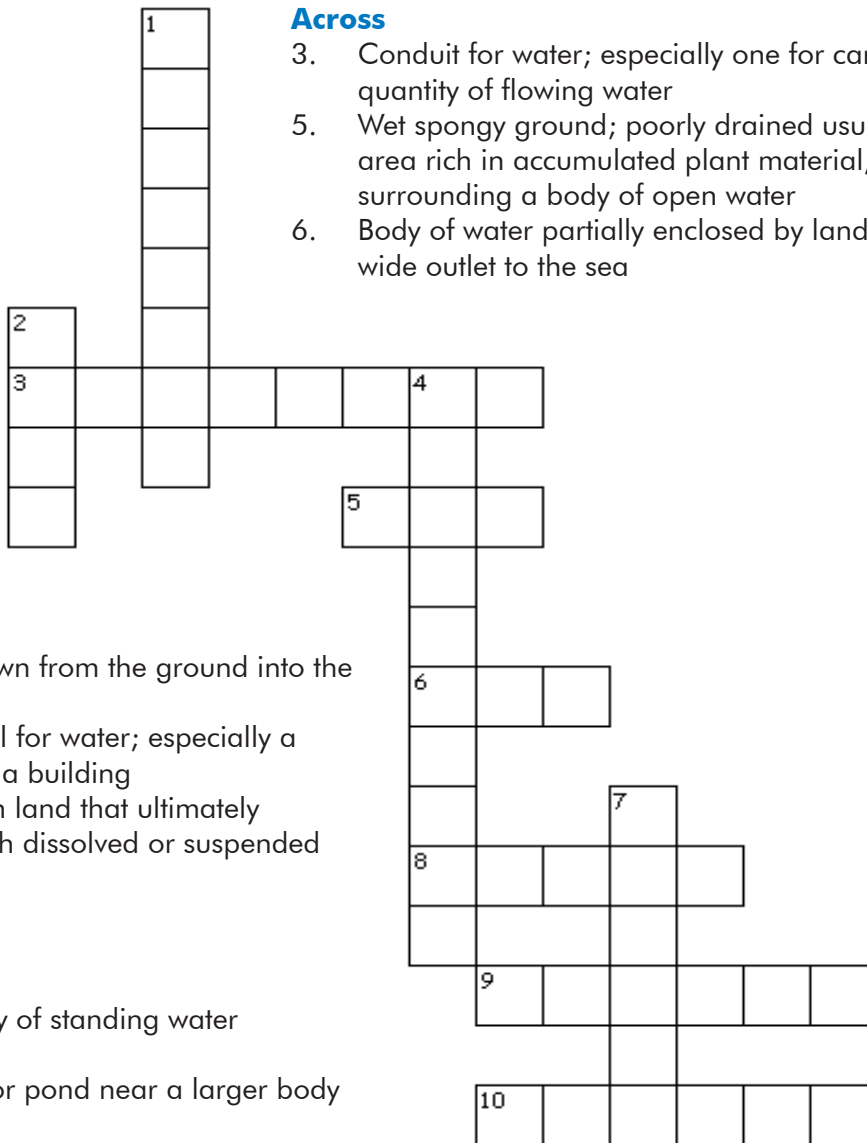 1
Across
3. Conduit for water; especially one for
quantity of flowing water
5. Wet spongy ground; poorly drained
area rich in accumulated plant material,
surrounding a body of open water
6. Body of water partially enclosed by land
wide outlet to the sea
2
3
4
5
from the ground into the
6
for water; especially a
a building
land that ultimately
7
dissolved or suspended
8
9
of standing water
or pond near a larger body
10